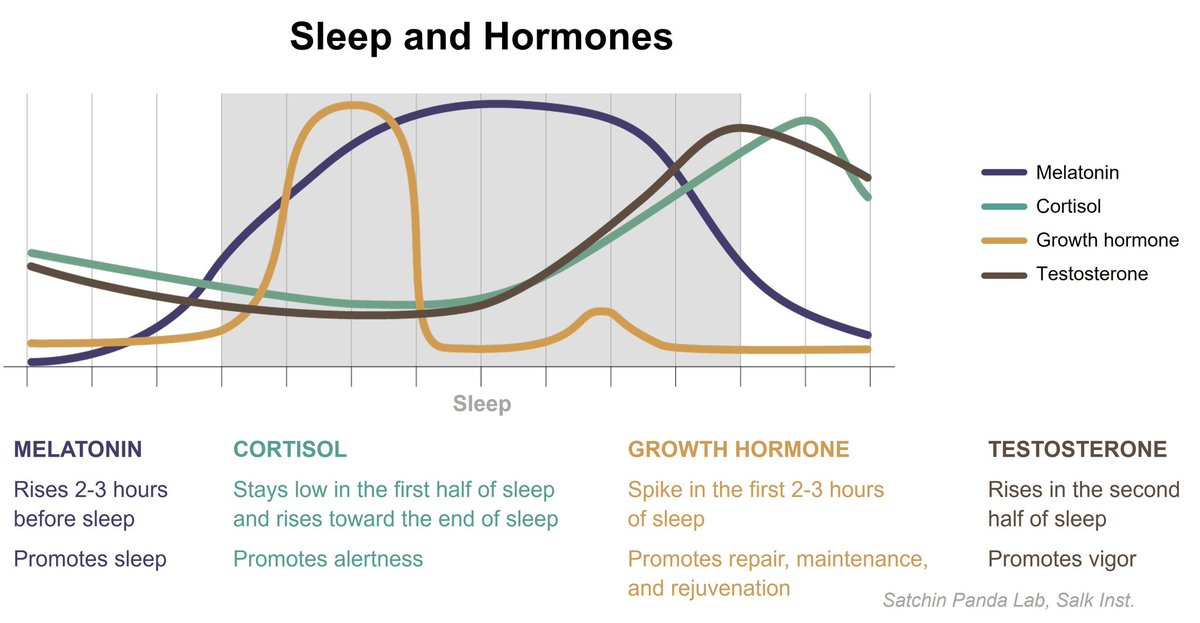 Sleep and Hormones
Melatonin
Cortisol
Growth hormone
Testosterone
Sleep
MELATONIN
Rises 2-3 hours
before sleep
Promotes sleep
CORTISOL
Stays low in the first half of sleep
and rises toward the end of sleep
Promotes alertness
GROWTH HORMONE
Spike in the first 2-3 hours
of sleep
Promotes repair, maintenance,
and rejuvenation
TESTOSTERONE
Rises in the second
half of sleep
Promotes vigor
Satchin Panda Lab, Salk Inst.